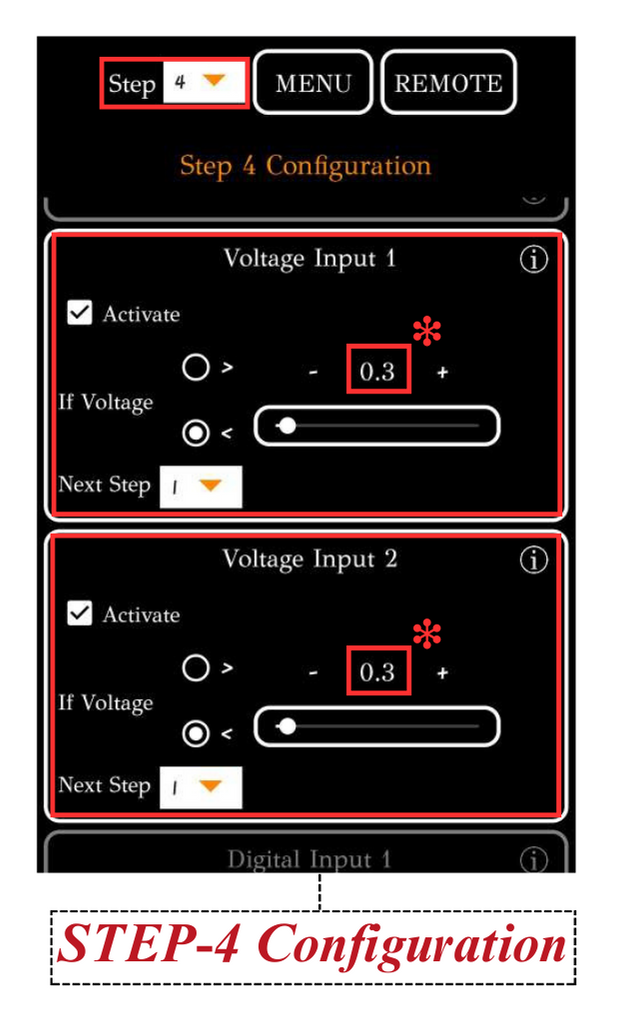 Step 4 MENU REMOTE
Step 4 Configuration
Voltage Input 1 i
Activate
> - 0.3 +
If Voltage
<
Next Step 1
Voltage Input 2 i
Activate
> - 0.3 +
If Voltage
<
Next Step 1
Digital Input 1 i
STEP-4 Configuration